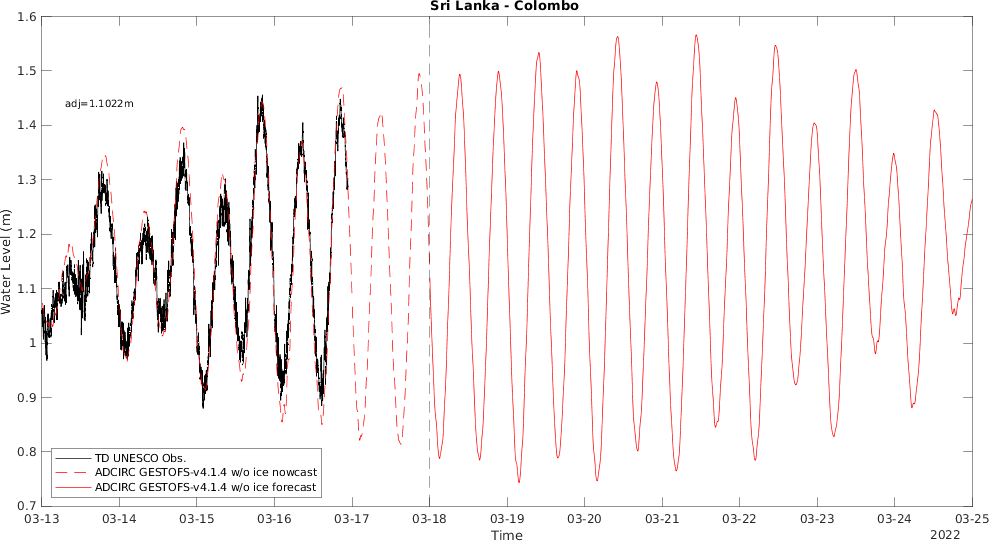 Sri Lanka - Colombo
1.6
1.5
1.4
1.3
1.2
1.1
1
0.9
0.8
0.7
Water Level (m)
adj=1.1022m
TD UNESCO Obs.
ADCIRC GESTOFS-v4.1.4 w/o ice nowcast
ADCIRC GESTOFS-v4.1.4 w/o ice forecast
03-13 03-14 03-15 03-16 03-17 03-18 03-19 03-20 03-21 03-22 03-23 03-24 03-25
Time
2022